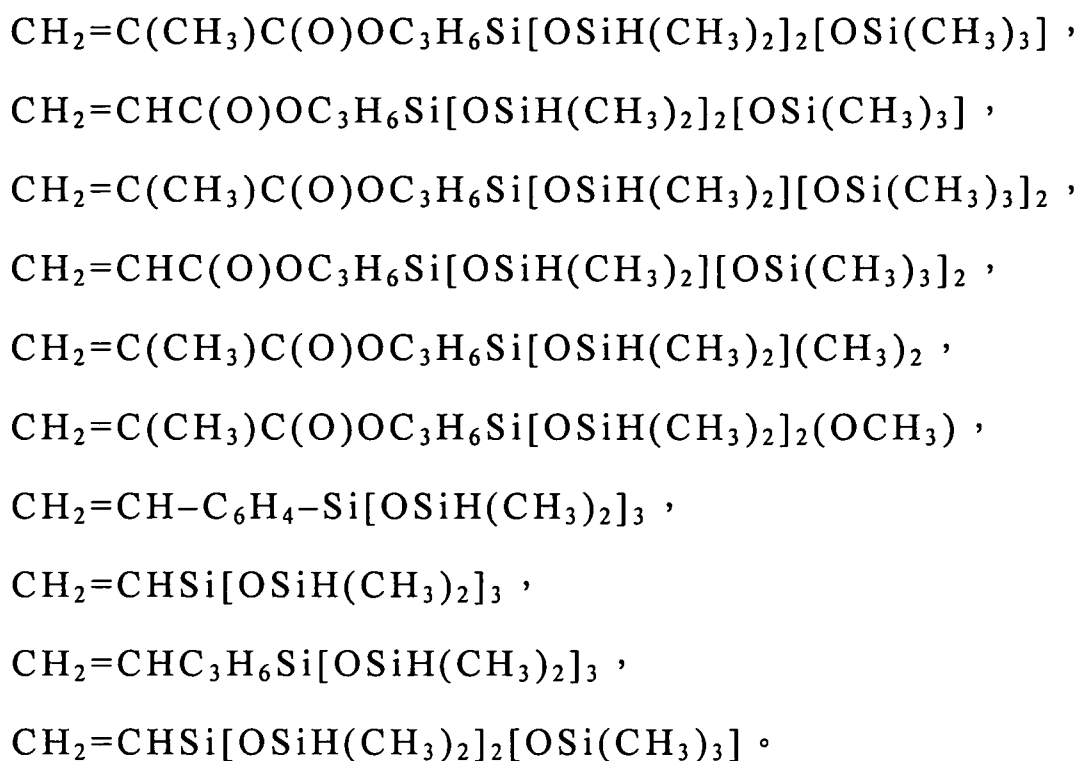 CH₂=C(CH₃)C(O)OC₃H₆Si[OSiH(CH₃)₂]₂[OSi(CH₃)₃]，
CH₂=CHC(O)OC₃H₆Si[OSiH(CH₃)₂]₂[OSi(CH₃)₃]，
CH₂=C(CH₃)C(O)OC₃H₆Si[OSiH(CH₃)₂][OSi(CH₃)₃]₂，
CH₂=CHC(O)OC₃H₆Si[OSiH(CH₃)₂][OSi(CH₃)₃]₂，
CH₂=C(CH₃)C(O)OC₃H₆Si[OSiH(CH₃)₂](CH₃)₂，
CH₂=C(CH₃)C(O)OC₃H₆Si[OSiH(CH₃)₂]₂(OCH₃)，
CH₂=CH–C₆H₄–Si[OSiH(CH₃)₂]₃，
CH₂=CHSi[OSiH(CH₃)₂]₃，
CH₂=CHC₃H₆Si[OSiH(CH₃)₂]₃，
CH₂=CHSi[OSiH(CH₃)₂]₂[OSi(CH₃)₃]。